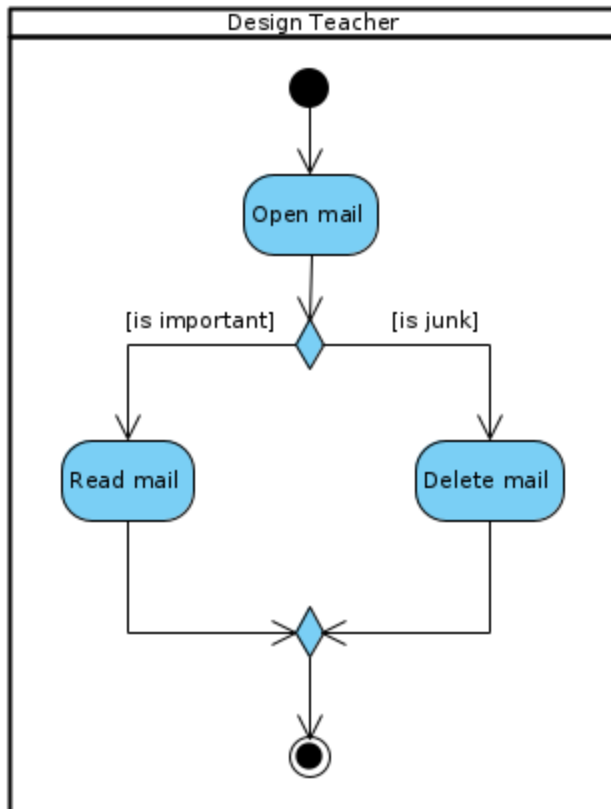 Design Teacher
Open mail
[is important]
[is junk]
Read mail
Delete mail